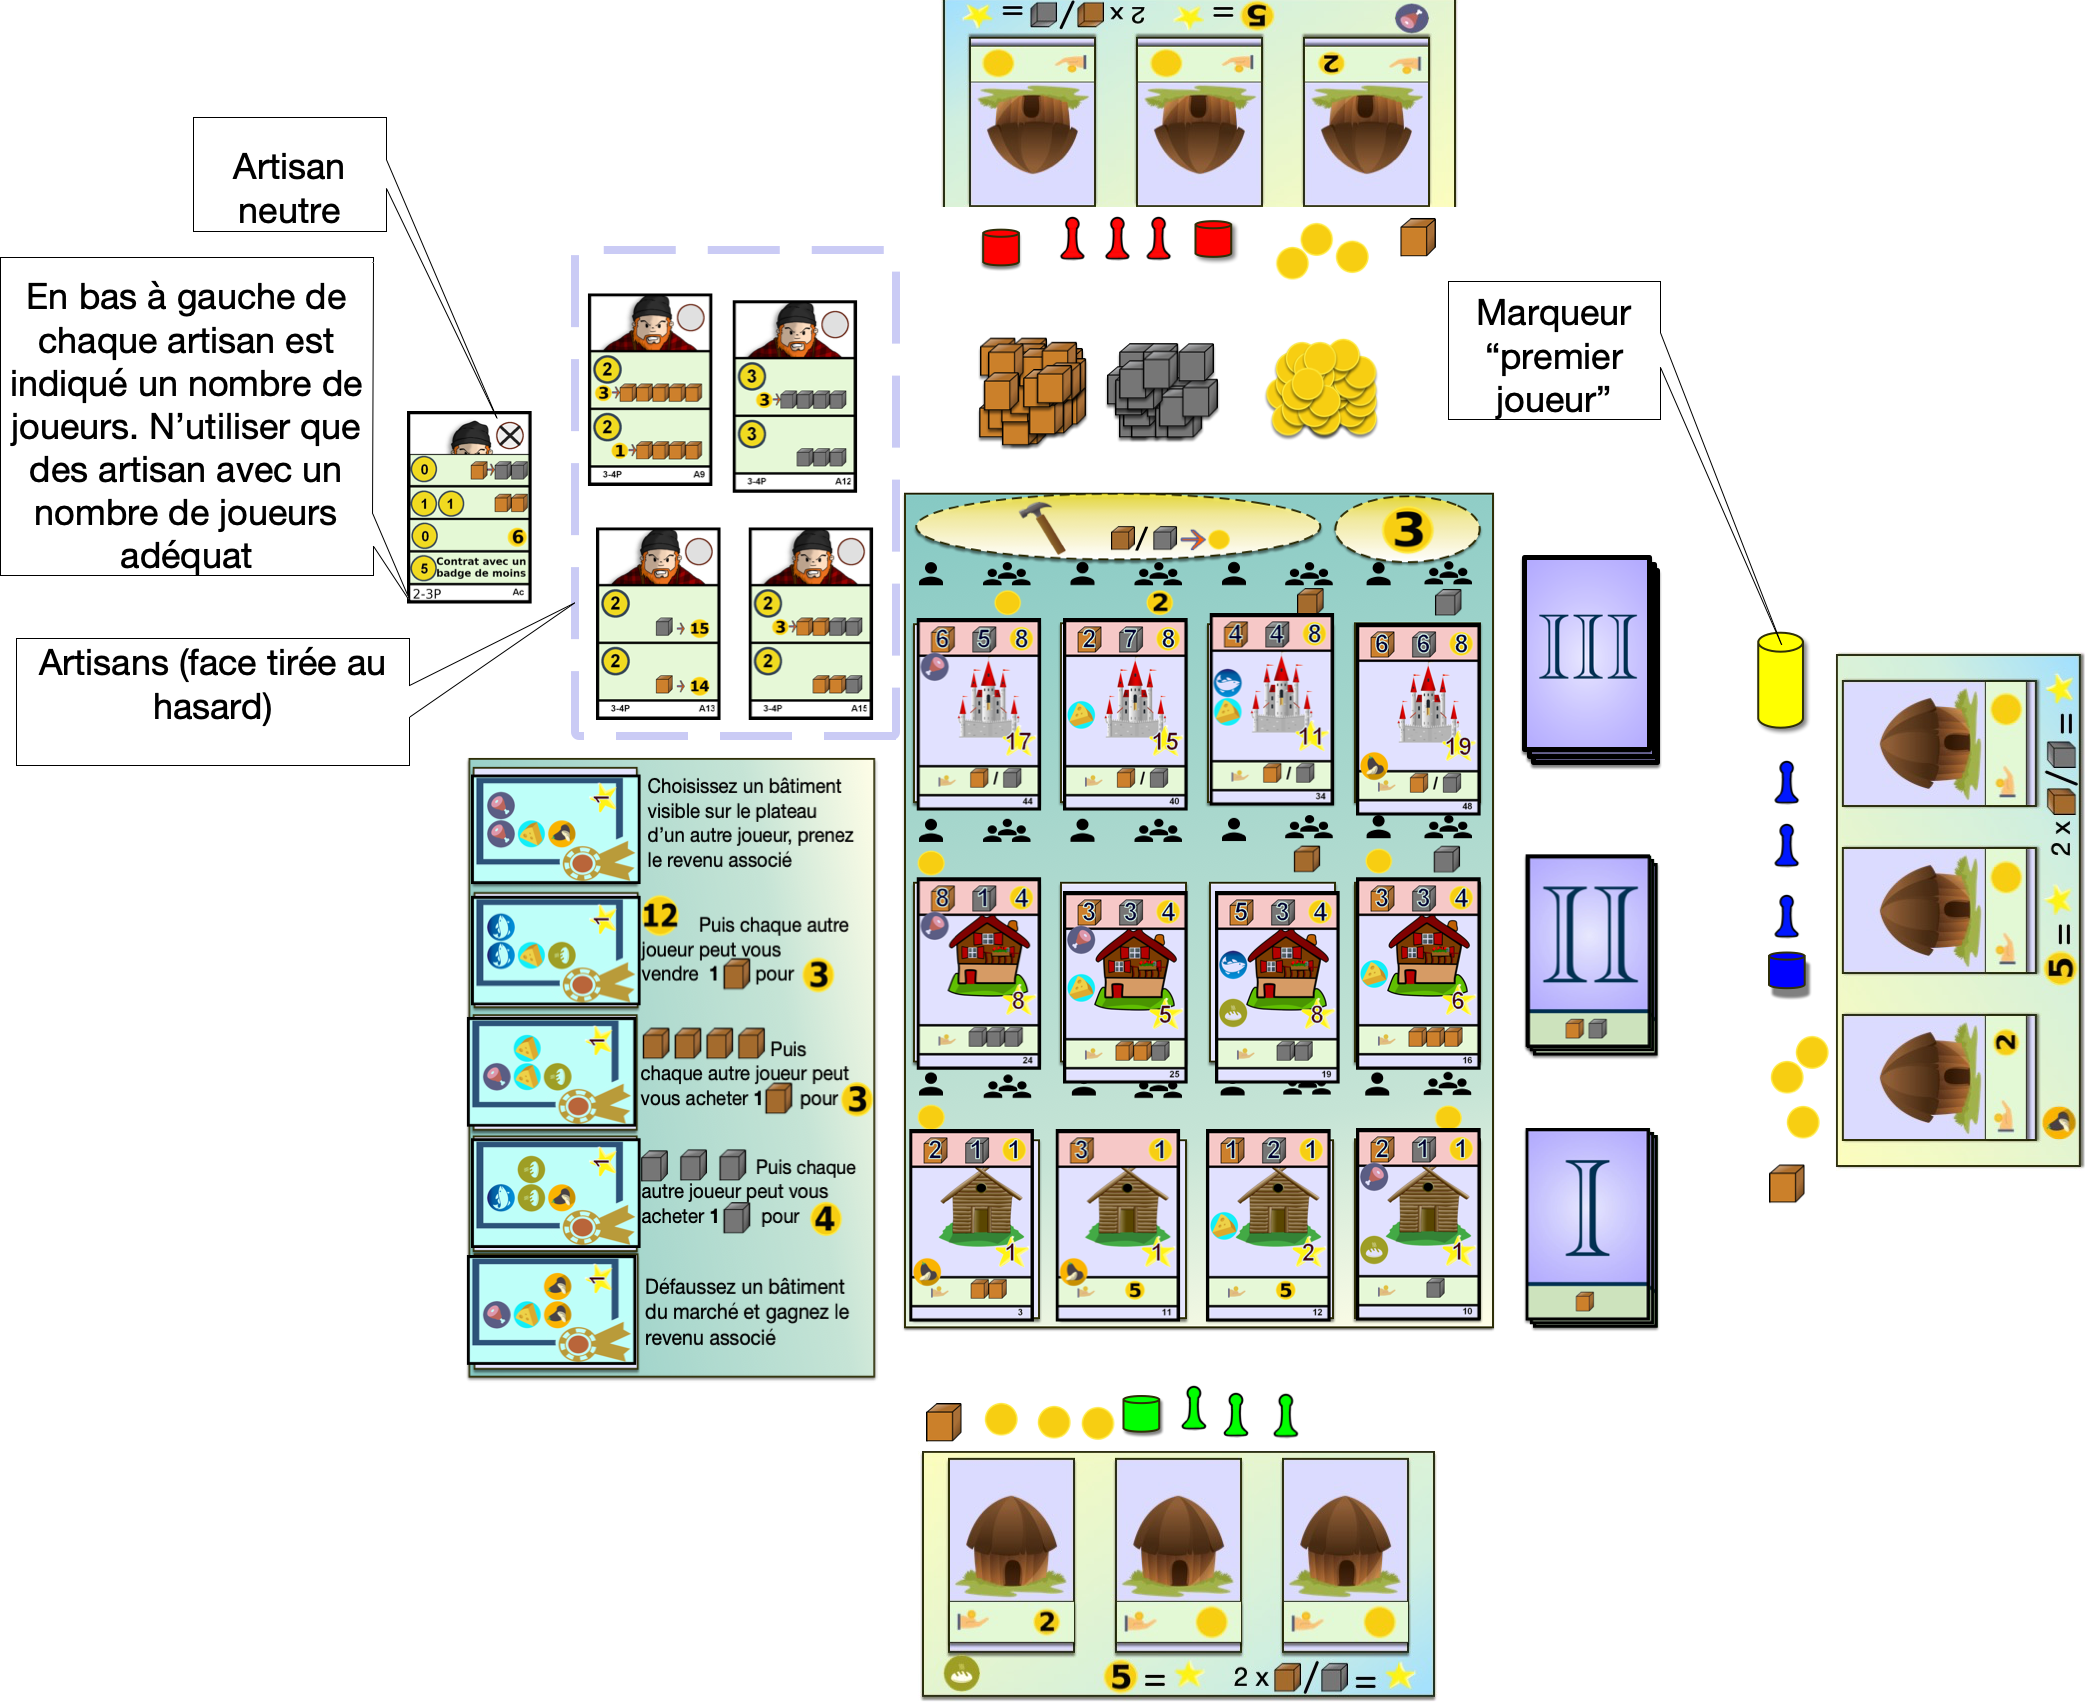 = / x 2 = 5
2
Artisan
neutre
En bas à gauche de
chaque artisan est
indiqué un nombre de
joueurs. N’utiliser que
des artisan avec un
nombre de joueurs
adéquat
Artisans (face tirée au
hasard)
Marqueur
“premier
joueur”
0
1 1
0 6
5 Contrat avec un
badge de moins
2-3P Ac
2
3
2
1
3-4P A9
3
3
3
3-4P A12
2
15
2
14
3-4P A13
2
3
2
3-4P A15
Choisissez un bâtiment
visible sur le plateau
d’un autre joueur, prenez
le revenu associé
1
12 Puis chaque autre
joueur peut vous
vendre 1 pour 3
1
Puis
chaque autre joueur peut
vous acheter 1 pour 3
1
Puis chaque
autre joueur peut vous
acheter 1 pour 4
1
Défaussez un bâtiment
du marché et gagnez le
revenu associé
1
/
3
2
6 5 8
17
/
44
2 7 8
15
/
40
4 4 8
11
/
34
6 6 8
19
/
48
8 1 4
8
24
3 3 4
5
25
5 3 4
8
19
3 3 4
6
16
2 1 1
1
3
3 1
1
5
11
1 2 1
2
5
12
2 1 1
1
10
III
II
I
2 x / =
5 =
2
2
5 = 2 x / =